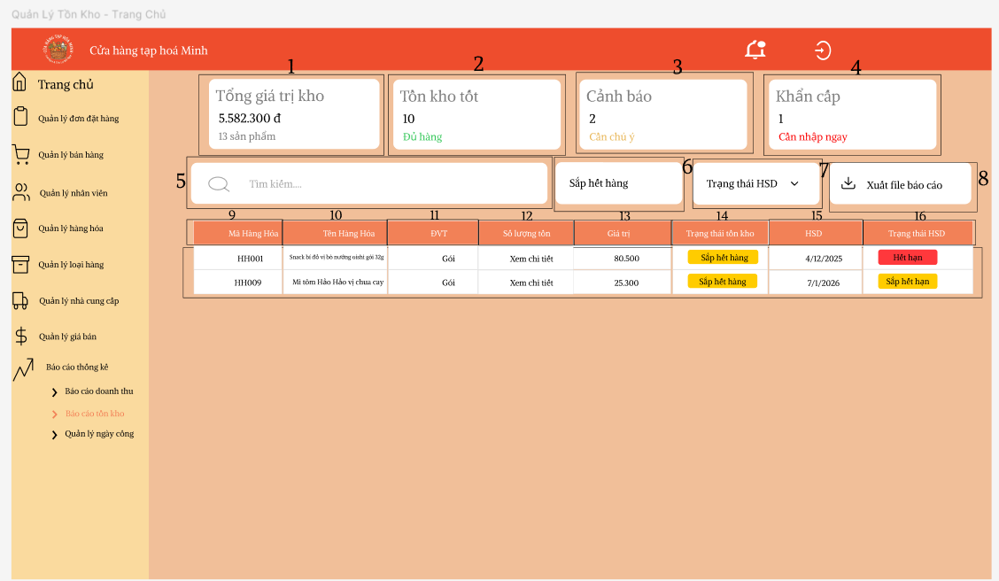 Quản Lý Tồn Kho - Trang Chủ
Cửa hàng tạp hoá Minh
Trang chủ
Quản lý đơn đặt hàng
Quản lý bán hàng
Quản lý nhân viên
Quản lý hàng hóa
Quản lý loại hàng
Quản lý nhà cung cấp
Quản lý giá bán
Báo cáo thống kê
Báo cáo doanh thu
Báo cáo tồn kho
Quản lý ngày công
1 2 3 4
Tổng giá trị kho
5.582.300 đ
13 sản phẩm
Tồn kho tốt
10
Đủ hàng
Cảnh báo
2
Cần chú ý
Khẩn cấp
1
Cần nhập ngay
5 Tìm kiếm....
Sắp hết hàng 6
Trạng thái HSD 7
Xuất file báo cáo 8
9 10 11 12 13 14 15 16
Mã Hàng Hóa Tên Hàng Hóa ĐVT Số lượng tồn Giá trị Trạng thái tồn kho HSD Trạng thái HSD
HH001 Snack bí đỏ vị bò nướng oishi gói 32g Gói Xem chi tiết 80.500 Sắp hết hàng 4/12/2025 Hết hạn
HH009 Mì tôm Hảo Hảo vị chua cay Gói Xem chi tiết 25.300 Sắp hết hàng 7/1/2026 Sắp hết hạn